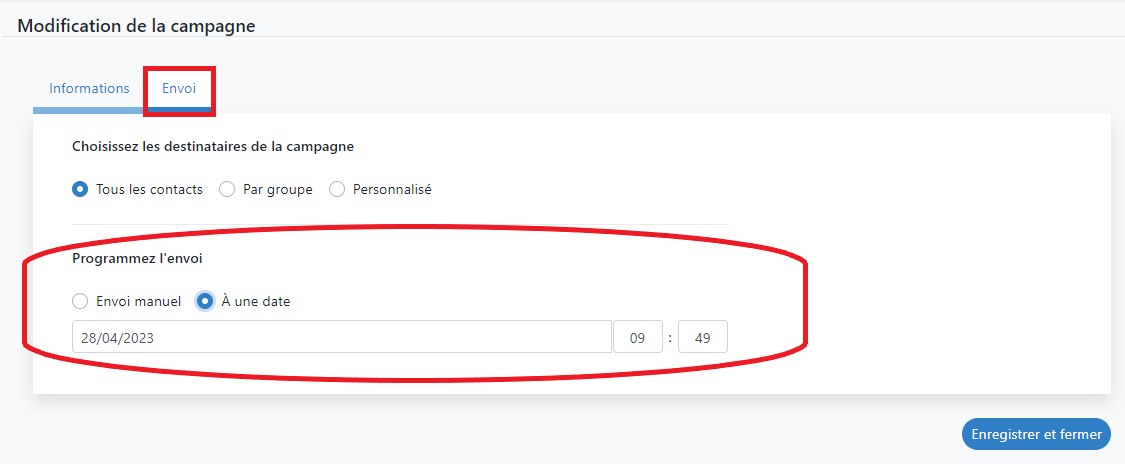 Modification de la campagne
Informations Envoi
Choisissez les destinataires de la campagne
Tous les contacts Par groupe Personnalisé
Programmez l'envoi
Envoi manuel À une date
28/04/2023 09 : 49
Enregistrer et fermer